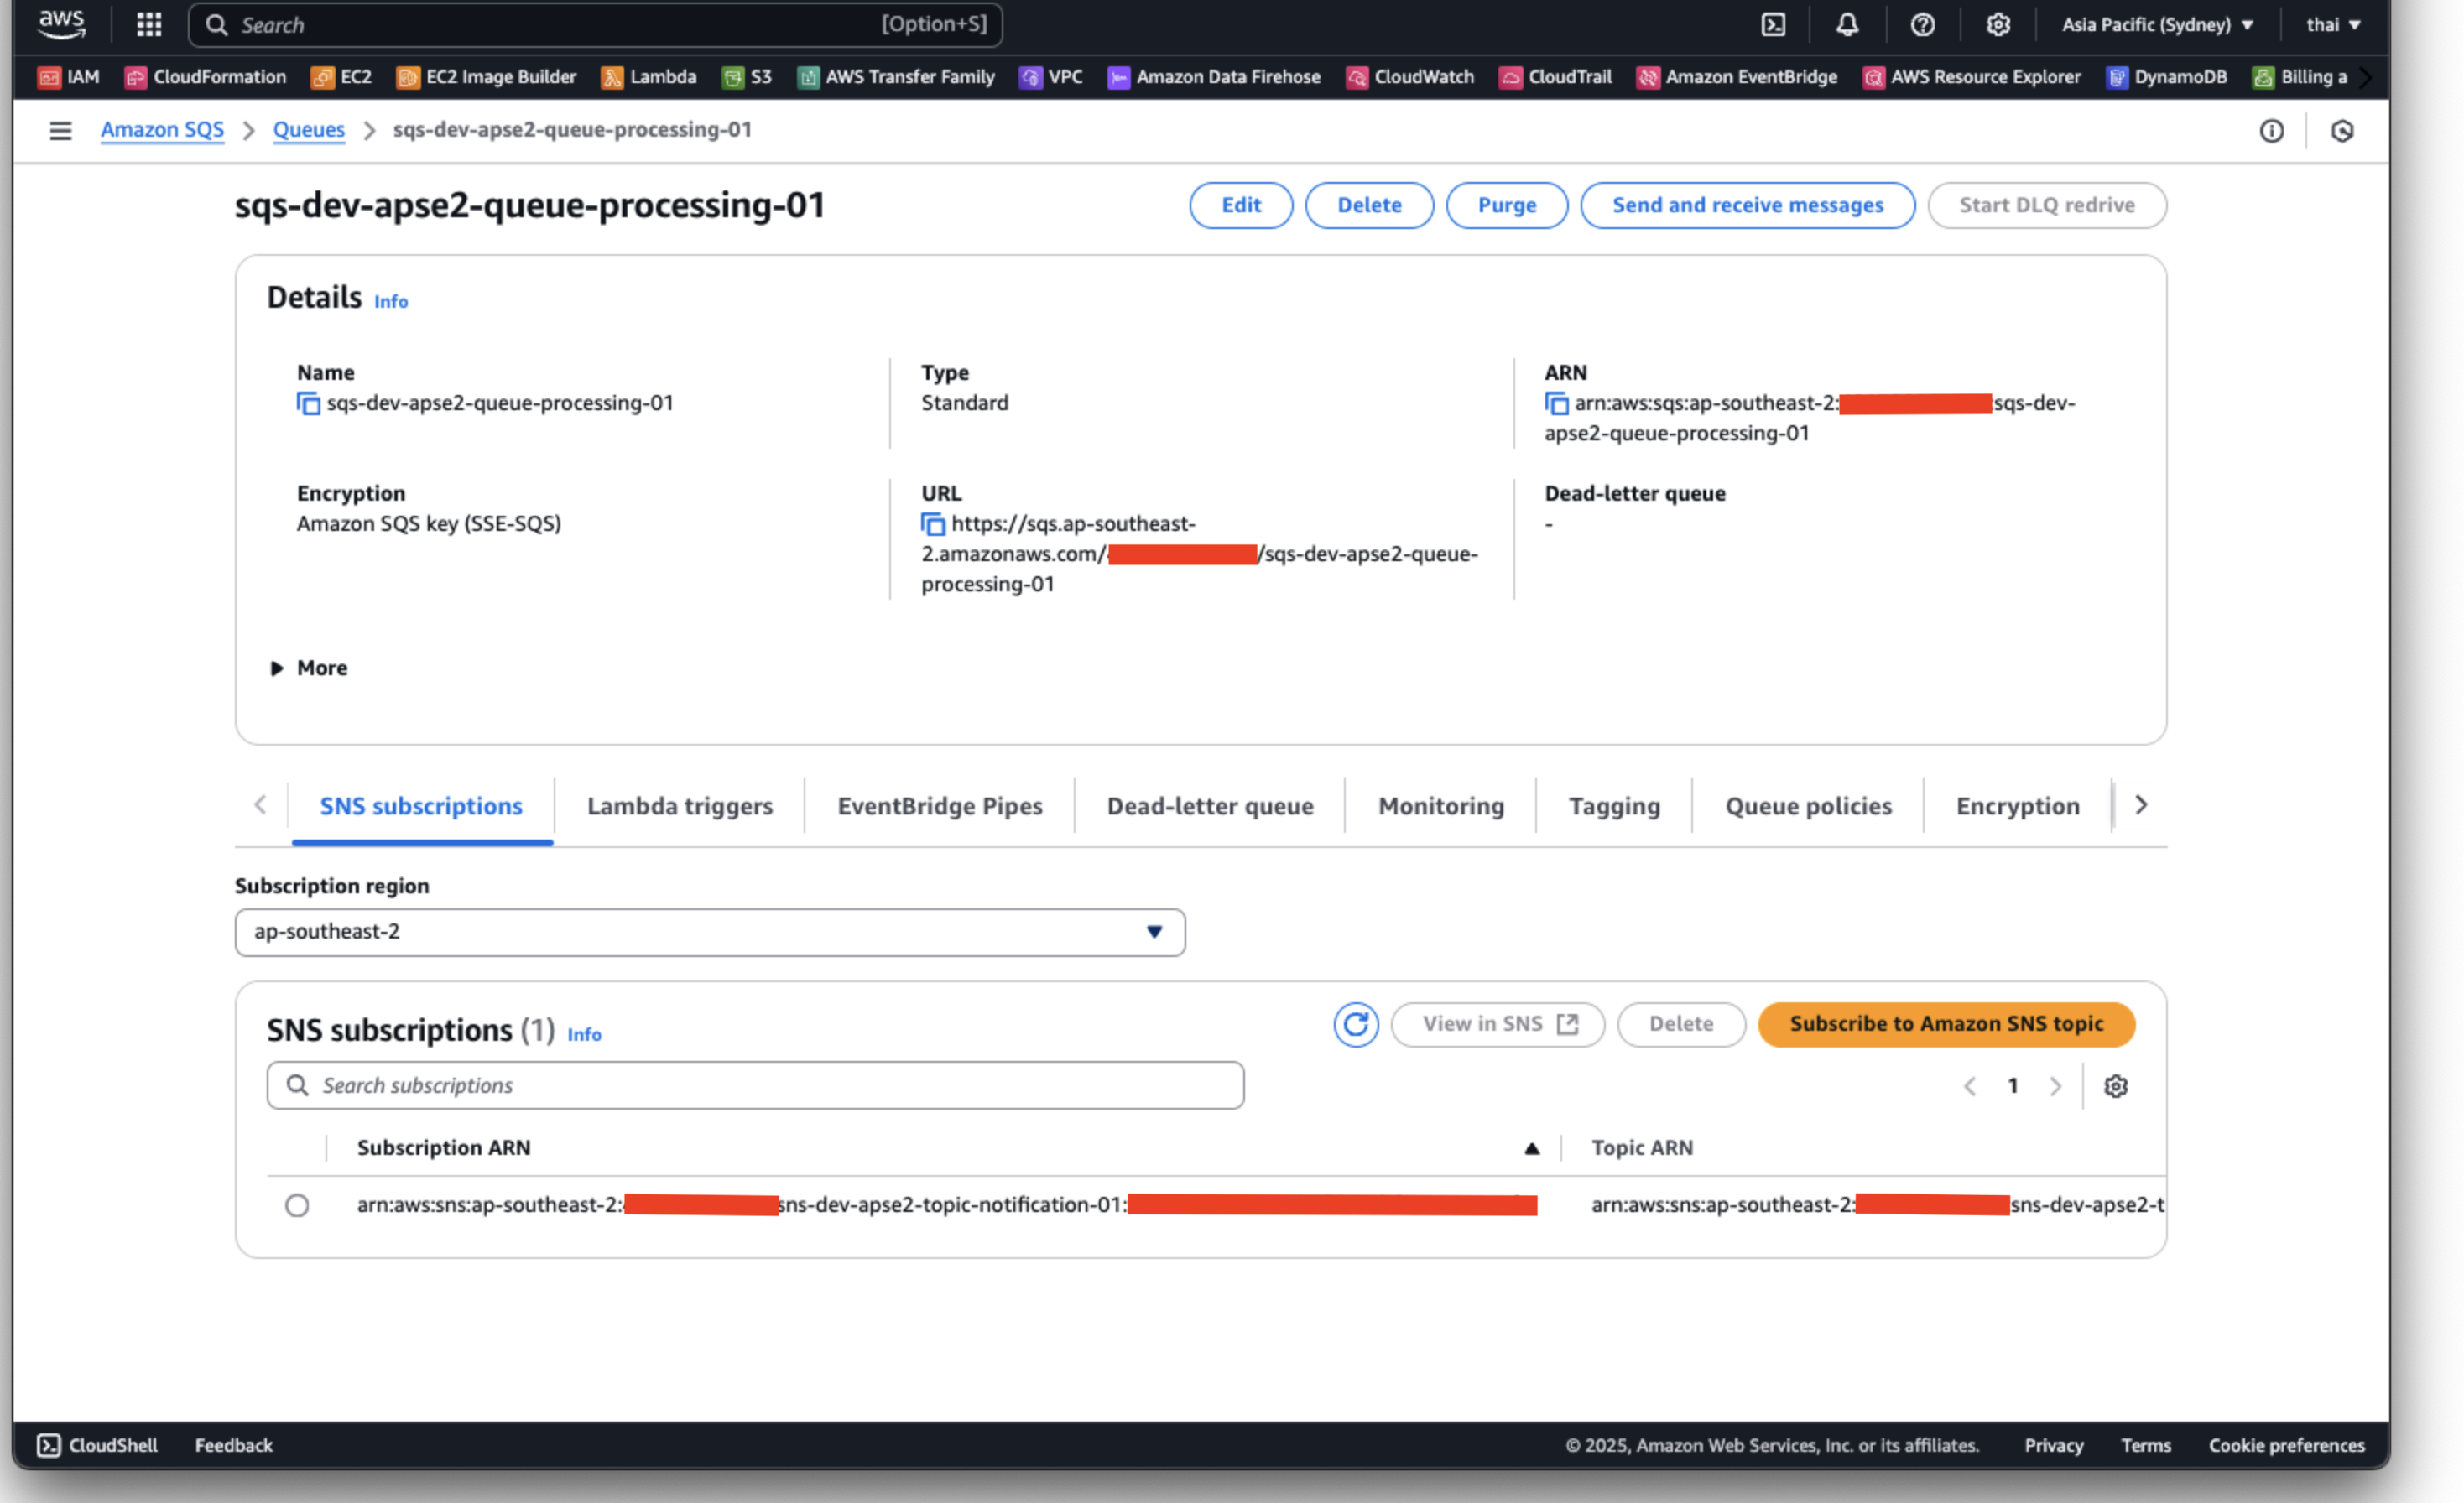 aws Search [Option+S] Asia Pacific (Sydney) thai
IAM CloudFormation EC2 EC2 Image Builder Lambda S3 AWS Transfer Family VPC Amazon Data Firehose CloudWatch CloudTrail Amazon EventBridge AWS Resource Explorer DynamoDB Billing a
Amazon SQS > Queues > sqs-dev-apse2-queue-processing-01
sqs-dev-apse2-queue-processing-01 Edit Delete Purge Send and receive messages Start DLQ redrive
Details Info
Name
sqs-dev-apse2-queue-processing-01
Type
Standard
ARN
arn:aws:sqs:ap-southeast-2: sqs-dev-
apse2-queue-processing-01
Encryption
Amazon SQS key (SSE-SQS)
URL
https://sqs.ap-southeast-
2.amazonaws.com/ /sqs-dev-apse2-queue-
processing-01
Dead-letter queue
-
More
SNS subscriptions Lambda triggers EventBridge Pipes Dead-letter queue Monitoring Tagging Queue policies Encryption
Subscription region
ap-southeast-2
SNS subscriptions (1) Info View in SNS Delete Subscribe to Amazon SNS topic
Search subscriptions 1
Subscription ARN Topic ARN
arn:aws:sns:ap-southeast-2: sns-dev-apse2-topic-notification-01: arn:aws:sns:ap-southeast-2: sns-dev-apse2-t
CloudShell Feedback © 2025, Amazon Web Services, Inc. or its affiliates. Privacy Terms Cookie preferences